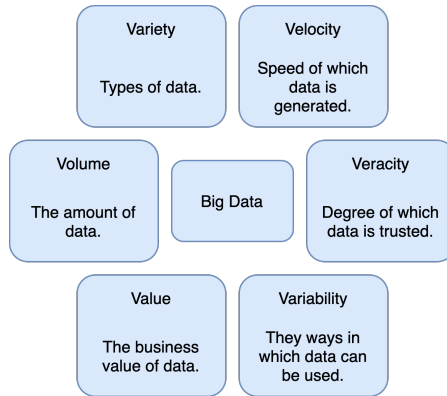 Variety
Types of data.
Velocity
Speed of which
data is
generated.
Volume
The amount of
data.
Big Data
Veracity
Degree of which
data is trusted.
Value
The business
value of data.
Variability
They ways in
which data can
be used.